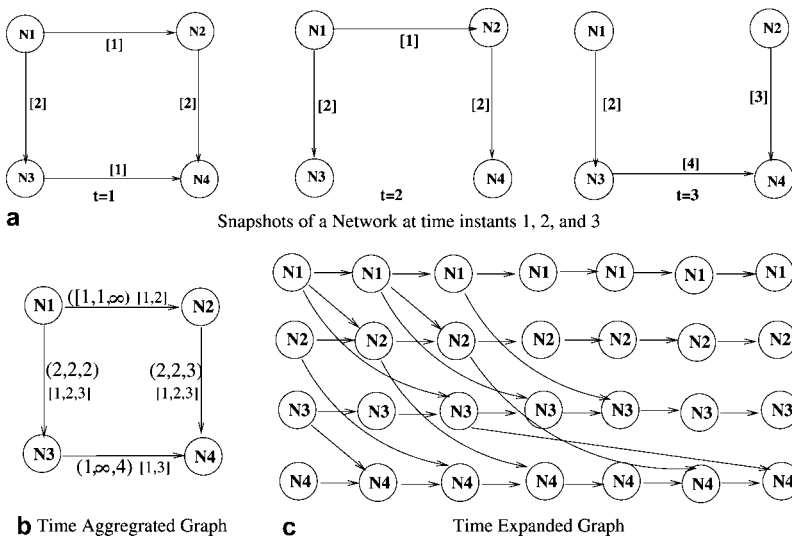 N1 [1] N2
[2] [2]
N3 [1] N4
t=1
N1 [1] N2
[2] [2]
N3 N4
t=2
N1 N2
[2] [3]
N3 [4] N4
t=3
a Snapshots of a Network at time instants 1, 2, and 3
N1 ([1,1,∞) [1,2] N2
(2,2,2) (2,2,3)
[1,2,3] [1,2,3]
N3 N4
(1,∞,4) [1,3]
b Time Aggregrated Graph
N1 N1 N1 N1 N1 N1 N1
N2 N2 N2 N2 N2 N2 N2
N3 N3 N3 N3 N3 N3 N3
N4 N4 N4 N4 N4 N4 N4
c Time Expanded Graph